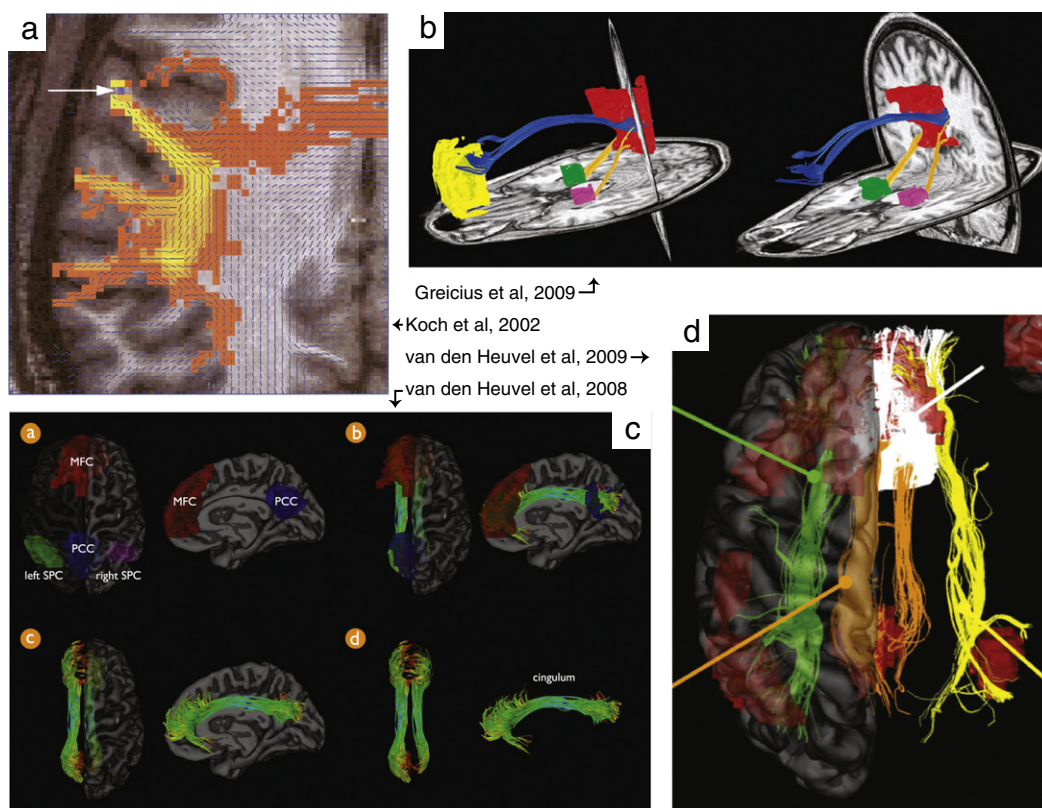 a
b
Greicius et al, 2009
Koch et al, 2002
van den Heuvel et al, 2009
van den Heuvel et al, 2008
c
a
MFC
PCC
left SPC
right SPC
MFC
PCC
b
c
d
cingulum
d